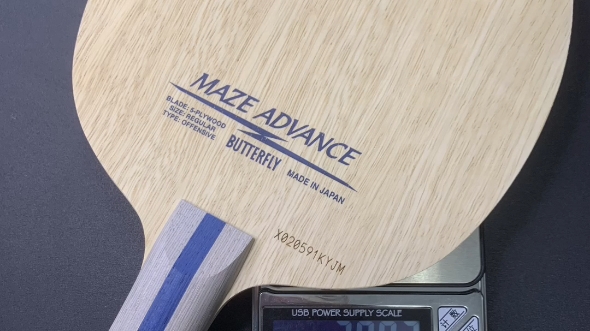 MAZE ADVANCE
BLADE: 5-PLYWOOD
SIZE: REGULAR
TYPE: OFFENSIVE
BUTTERFLY
MADE IN JAPAN
X020591KYJM
USB POWER SUPPLY SCALE